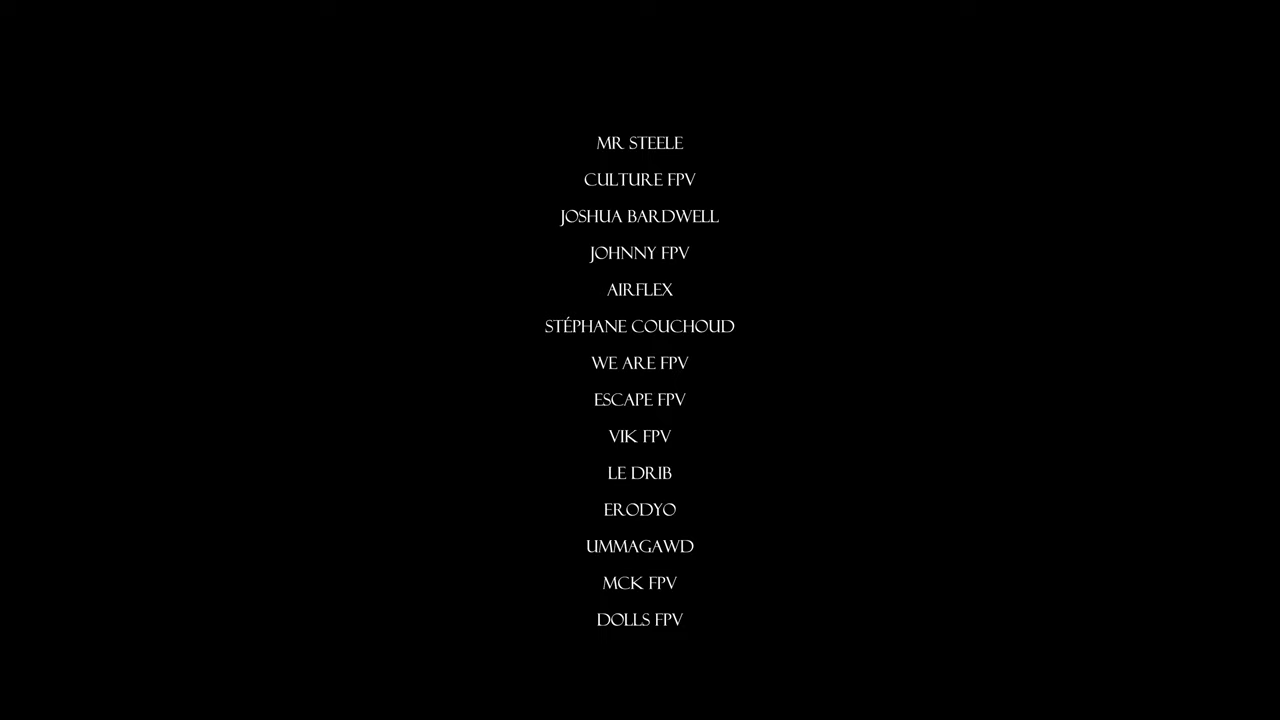 MR STEELE
CULTURE FPV
JOSHUA BARDWELL
JOHNNY FPV
AIRFLEX
STÉPHANE COUCHOUD
WE ARE FPV
ESCAPE FPV
VIK FPV
LE DRIB
ERODYO
UMMAGAWD
MCK FPV
DOLLS FPV